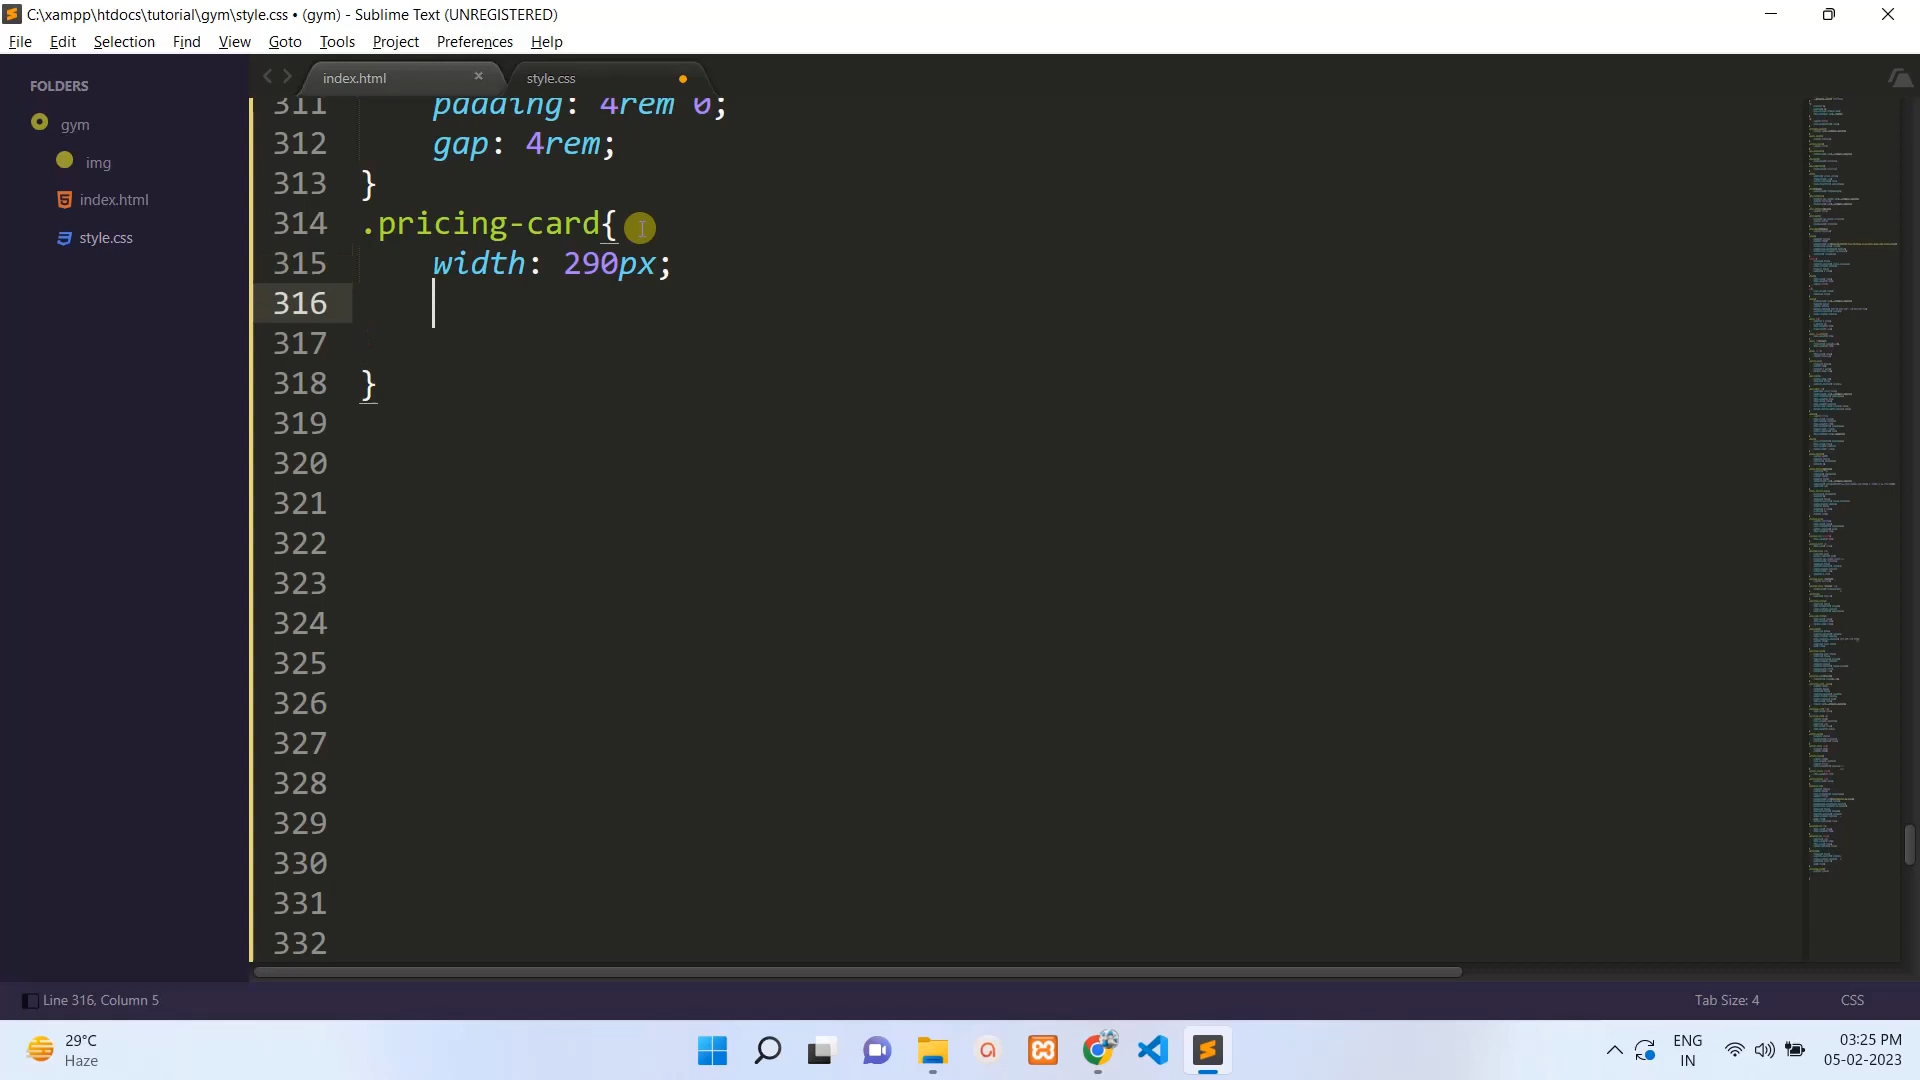 C:\xampp\htdocs\tutorial\gym\style.css • (gym) - Sublime Text (UNREGISTERED)
File Edit Selection Find View Goto Tools Project Preferences Help
FOLDERS
gym
img
index.html
style.css
index.html × style.css
311 padding: 4rem 0;
312 gap: 4rem;
313 }
314 .pricing-card{
315 width: 290px;
316
317
318 }
319
320
321
322
323
324
325
326
327
328
329
330
331
332
Line 316, Column 5 Tab Size: 4 CSS
29°C
Haze
ENG
IN
03:25 PM
05-02-2023